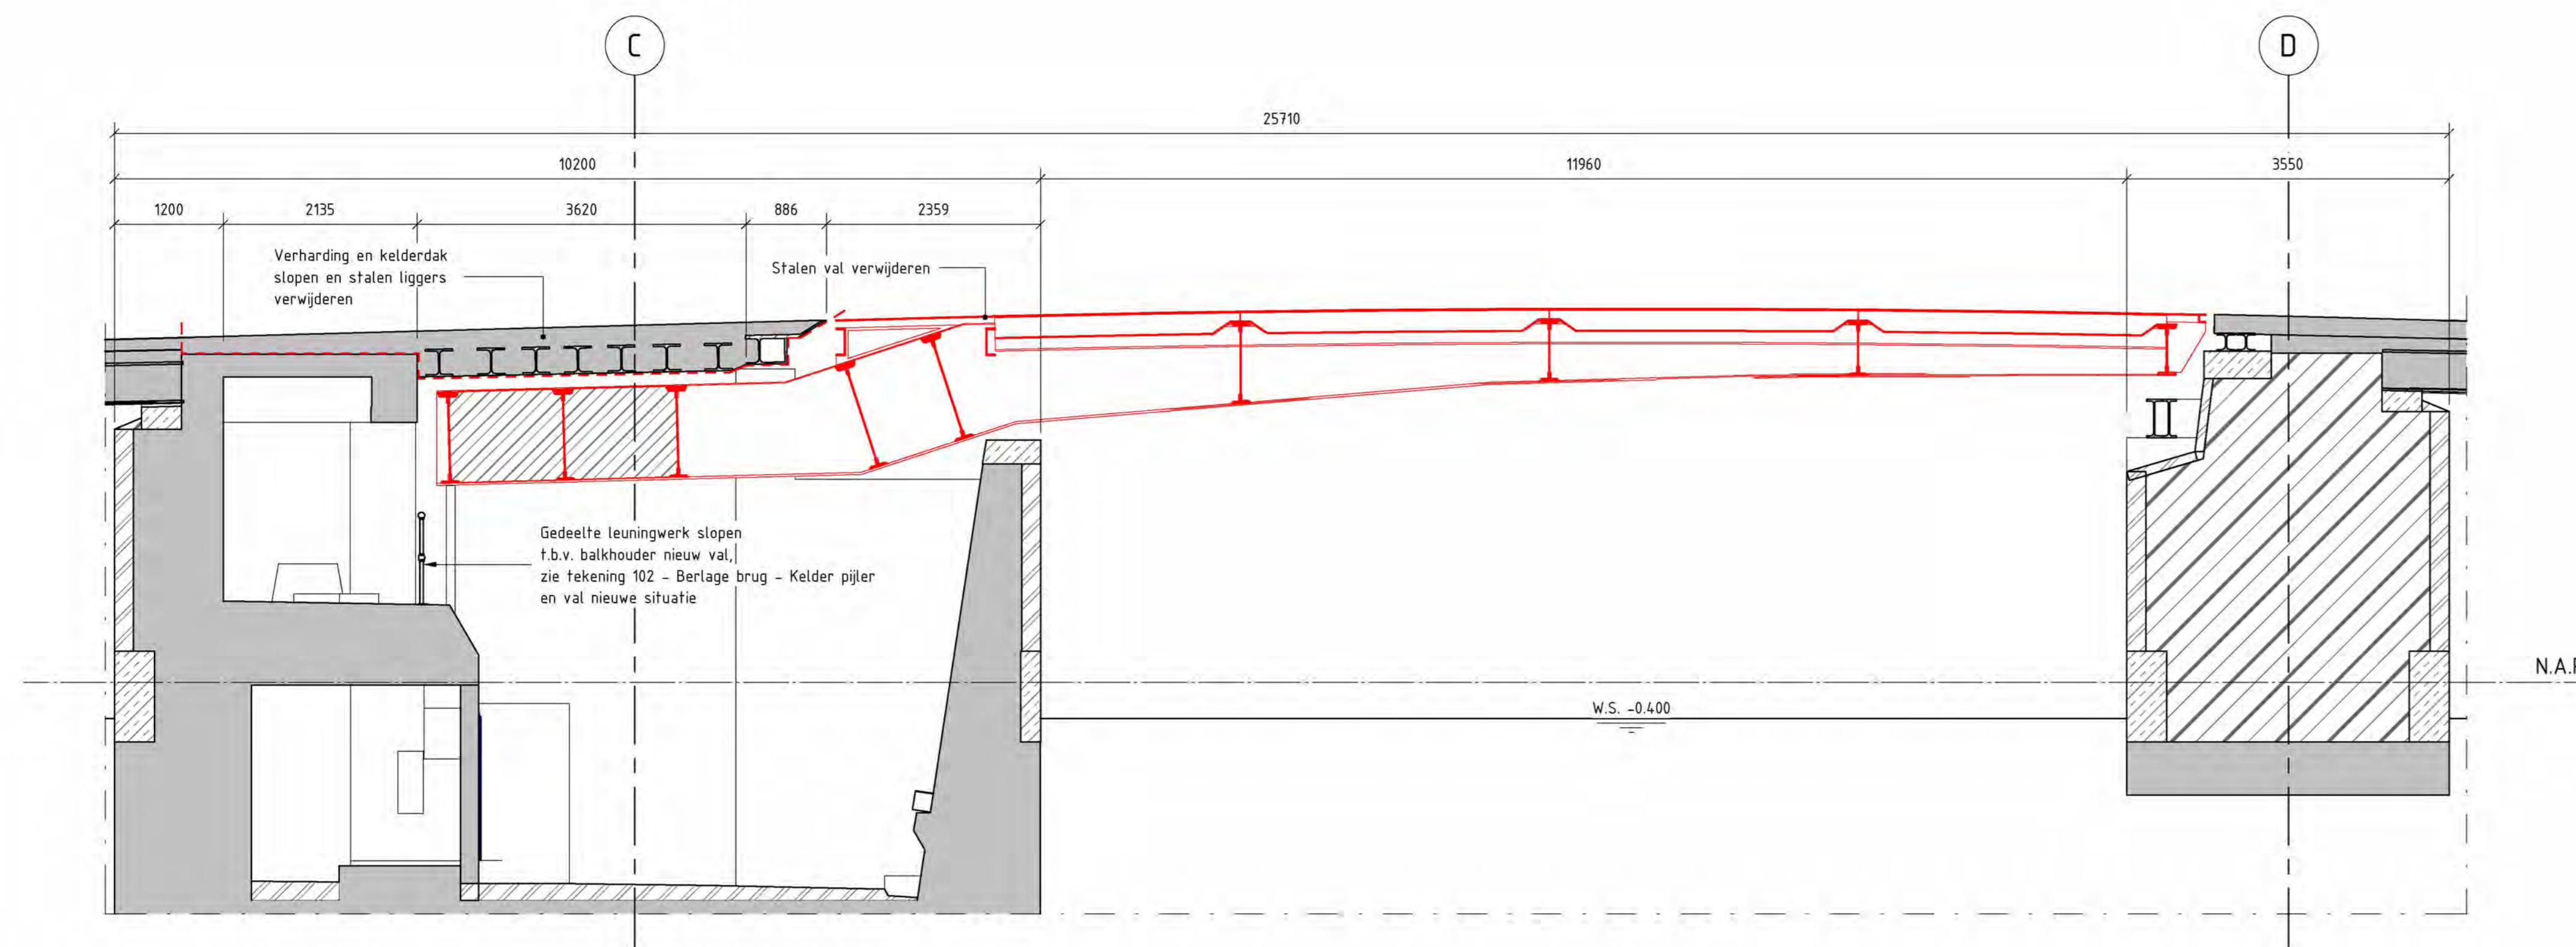 C
D
25710
10200
11960
3550
1200
2135
3620
886
2359
Verharding en kelderdak
slopen en stalen liggers
verwijderen
Stalen val verwijderen
Gedeelte leuningwerk slopen
t.b.v. balkhouder nieuw val,
zie tekening 102 - Berlage brug - Kelder pijler
en val nieuwe situatie
N.A.P
W.S. -0.400